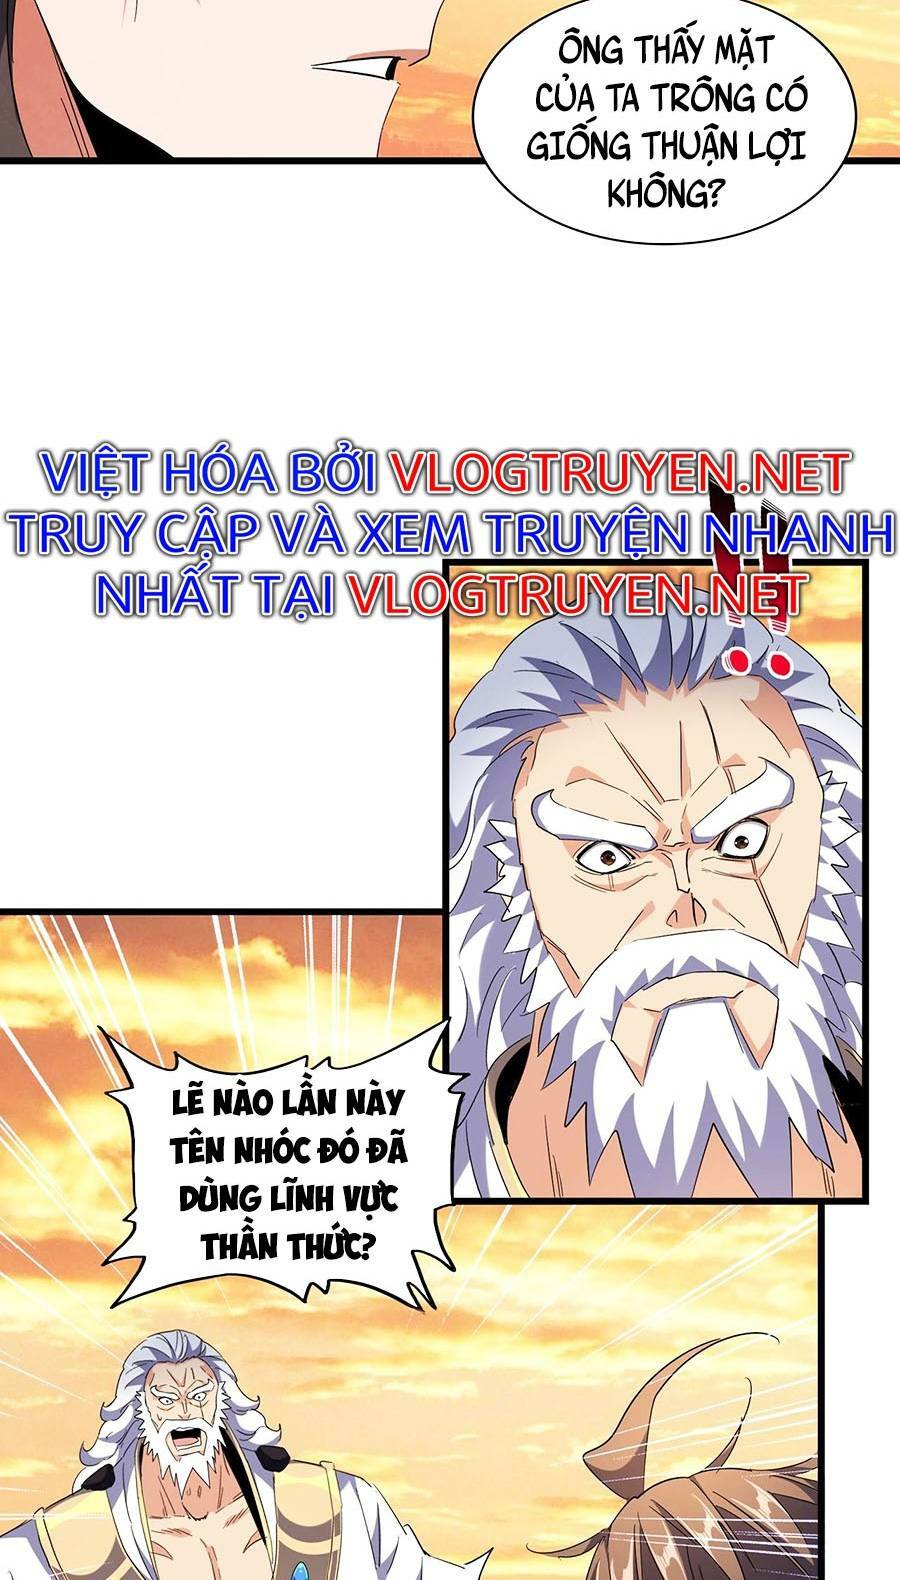 ÔNG THẤY MẶT
CỦA TA TRÔNG CÓ
GIỐNG THUẬN LỢI
KHÔNG?
VIỆT HÓA BỞI VLOGTRUYEN.NET
TRUY CẬP VÀ XEM TRUYỆN NHANH
NHẤT TẠI VLOGTRUYEN.NET
!!
LẼ NÀO LẦN NÀY
TÊN NHÓC ĐÓ ĐÃ
DÙNG LĨNH VỰC
THẦN THỨC?